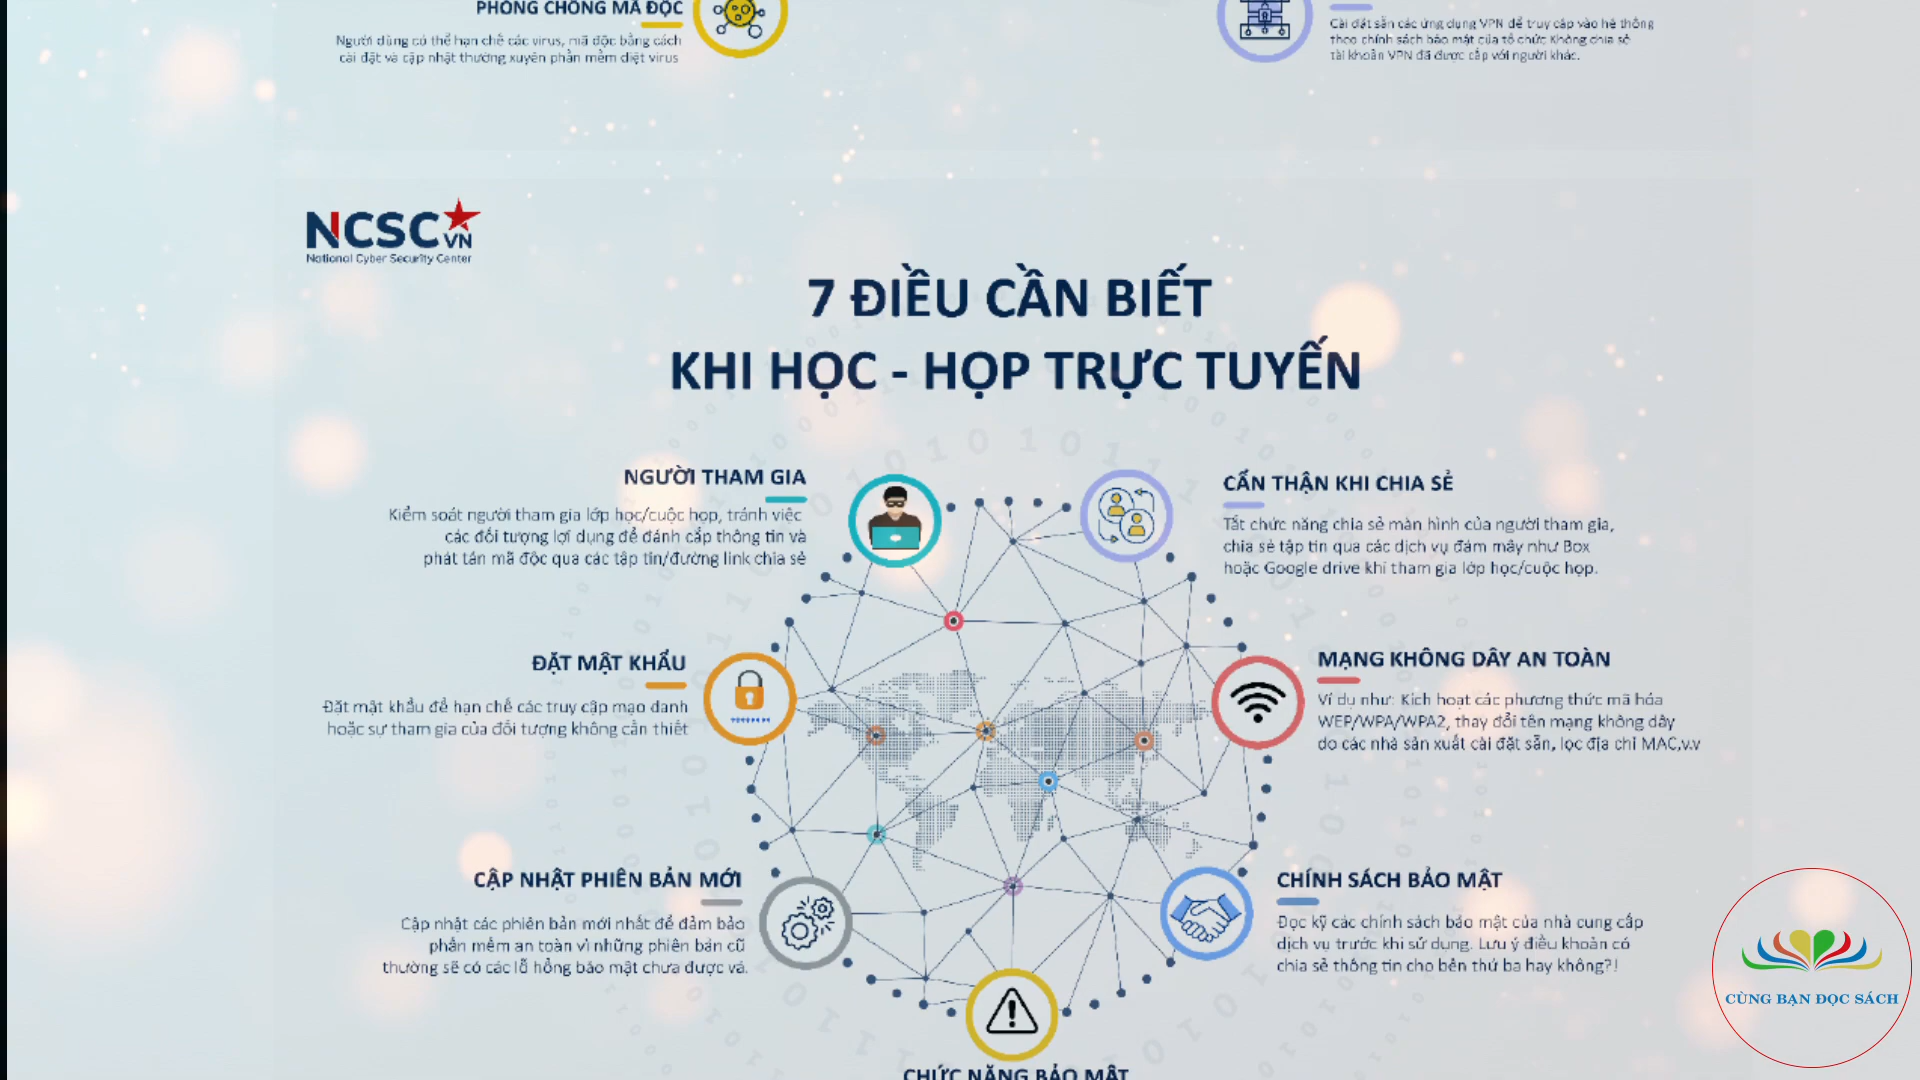 PHÒNG CHỐNG MÃ ĐỘC
Người dùng có thể hạn chế các virus, mã độc bằng cách
cài đặt và cập nhật thường xuyên phần mềm diệt virus
Cài đặt sẵn các ứng dụng VPN để truy cập vào hệ thống
theo chính sách bảo mật của tổ chức. Không chia sẻ
tài khoản VPN đã được cấp với người khác.
NCSC VN
National Cyber Security Center
7 ĐIỀU CẦN BIẾT
KHI HỌC - HỌP TRỰC TUYẾN
NGƯỜI THAM GIA
Kiểm soát người tham gia lớp học/cuộc họp, tránh việc
các đối tượng lợi dụng để đánh cắp thông tin và
phát tán mã độc qua các tập tin/đường link chia sẻ
CẨN THẬN KHI CHIA SẺ
Tắt chức năng chia sẻ màn hình của người tham gia,
chia sẻ tập tin qua các dịch vụ đám mây như Box
hoặc Google drive khi tham gia lớp học/cuộc họp.
ĐẶT MẬT KHẨU
Đặt mật khẩu để hạn chế các truy cập mạo danh
hoặc sự tham gia của đối tượng không cần thiết
MẠNG KHÔNG DÂY AN TOÀN
Ví dụ như: Kích hoạt các phương thức mã hóa
WEP/WPA/WPA2, thay đổi tên mạng không dây
do các nhà sản xuất cài đặt sẵn, lọc địa chỉ MAC,v.v
CẬP NHẬT PHIÊN BẢN MỚI
Cập nhật các phiên bản mới nhất để đảm bảo
phần mềm an toàn vì những phiên bản cũ
thường sẽ có các lỗ hổng bảo mật chưa được vá.
CHÍNH SÁCH BẢO MẬT
Đọc kỹ các chính sách bảo mật của nhà cung cấp
dịch vụ trước khi sử dụng. Lưu ý điều khoản có
chia sẻ thông tin cho bên thứ ba hay không?!
CHỨC NĂNG BẢO MẬT
CÙNG BẠN ĐỌC SÁCH